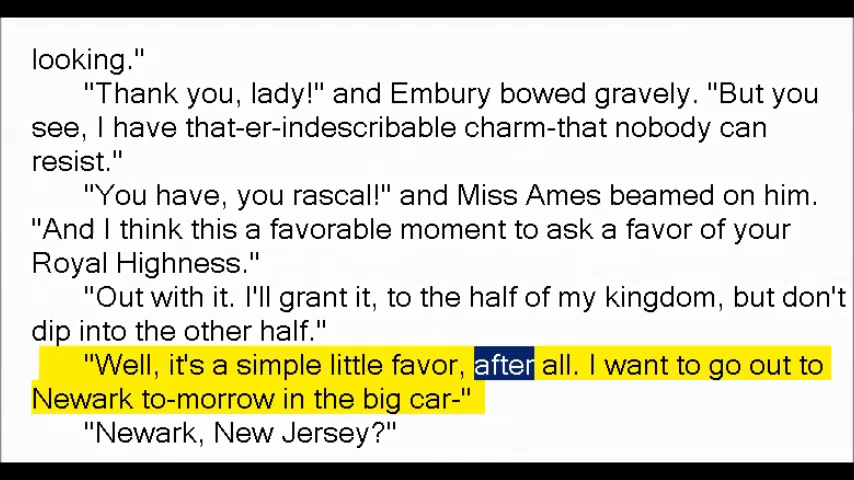 looking."
"Thank you, lady!" and Embury bowed gravely. "But you
see, I have that-er-indescribable charm-that nobody can
resist."
"You have, you rascal!" and Miss Ames beamed on him.
"And I think this a favorable moment to ask a favor of your
Royal Highness."
"Out with it. I'll grant it, to the half of my kingdom, but don't
dip into the other half."
"Well, it's a simple little favor, after all. I want to go out to
Newark to-morrow in the big car-"
"Newark, New Jersey?"